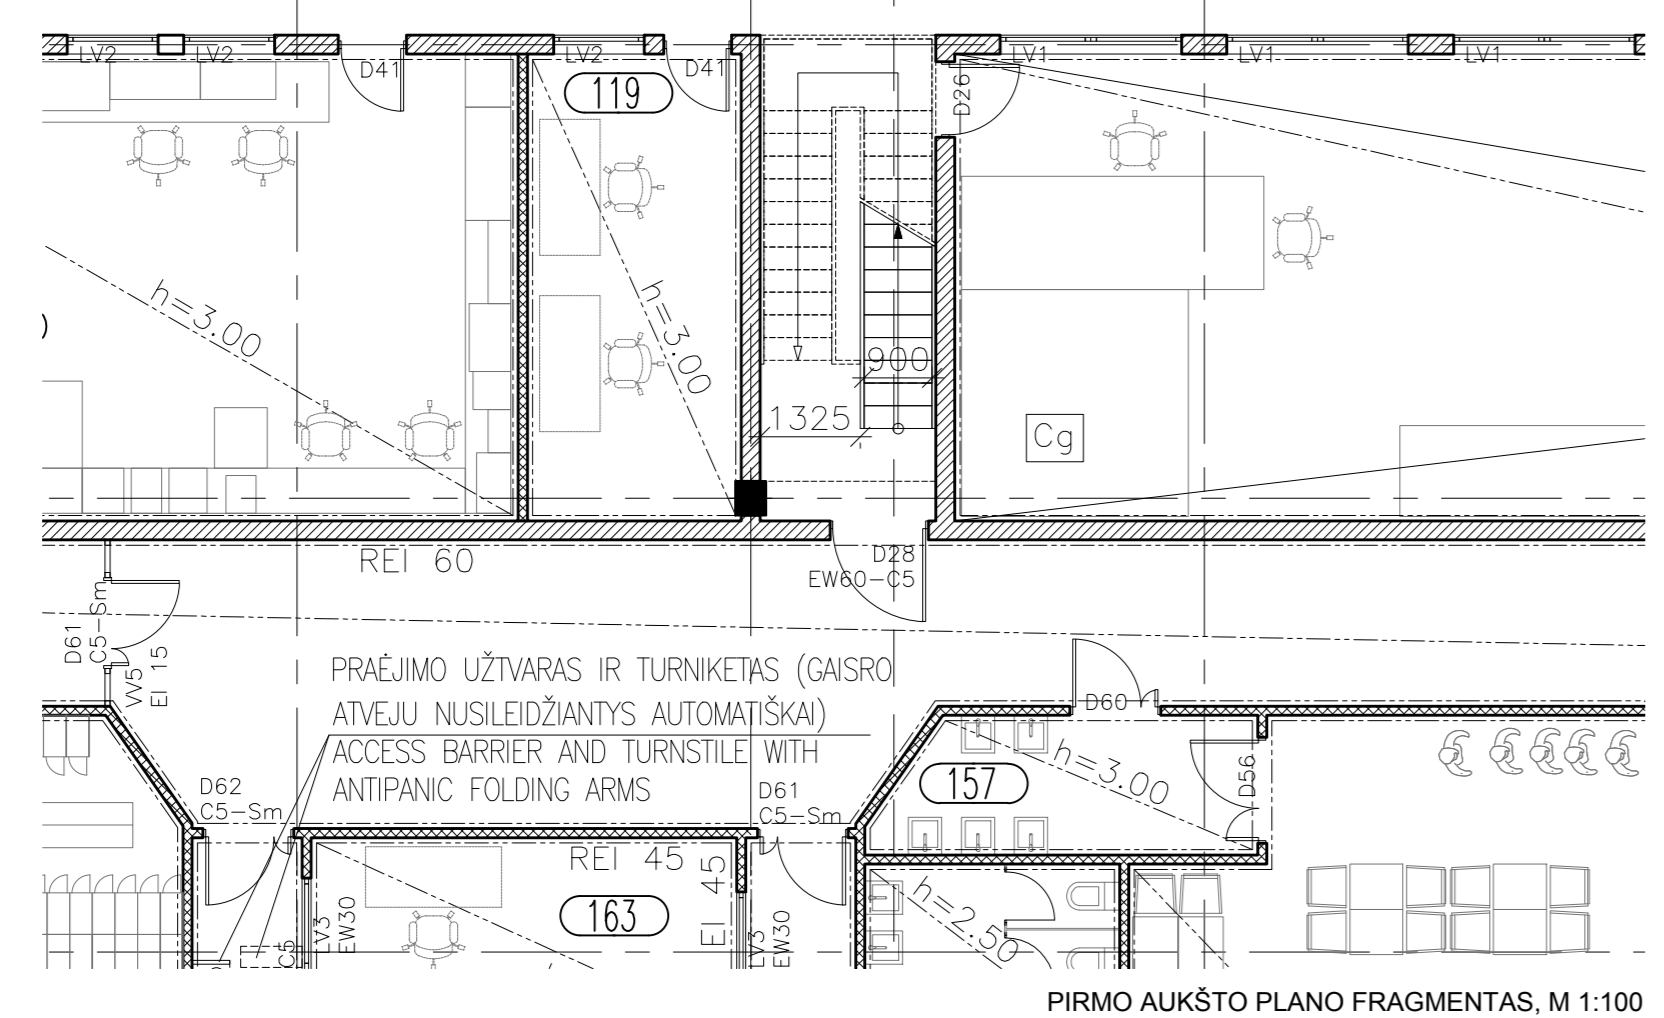 LV2
LV2
D41
LV2
D41
119
D26
LV1
LV1
LV1
h=3.00
h=3.00
900
1325
Cg
REI 60
D28
EW60-C5
D61
C5-Sm
VV5
EI 15
PRAĖJIMO UŽTVARAS IR TURNIKETAS (GAISRO
ATVEJU NUSILEIDŽIANTYS AUTOMATIŠKAI)
ACCESS BARRIER AND TURNSTILE WITH
ANTIPANIC FOLDING ARMS
D60
157
h=3.00
D56
D62
C5-Sm
D61
C5-Sm
REI 45
EI 45
163
EV3
EW30
C5
EW30
h=2.50
PIRMO AUKŠTO PLANO FRAGMENTAS, M 1:100